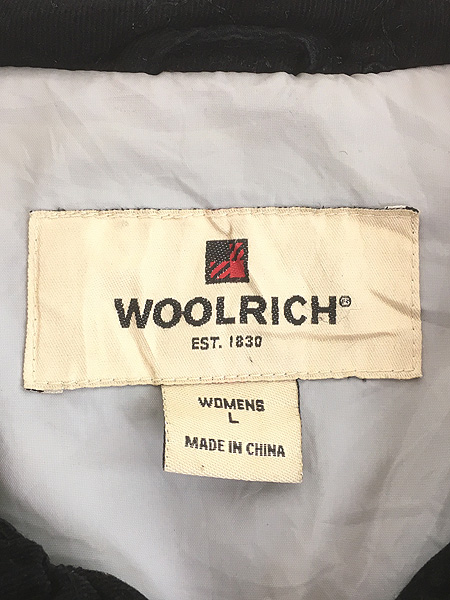 WOOLRICH®
EST. 1830
WOMENS
L
MADE IN CHINA